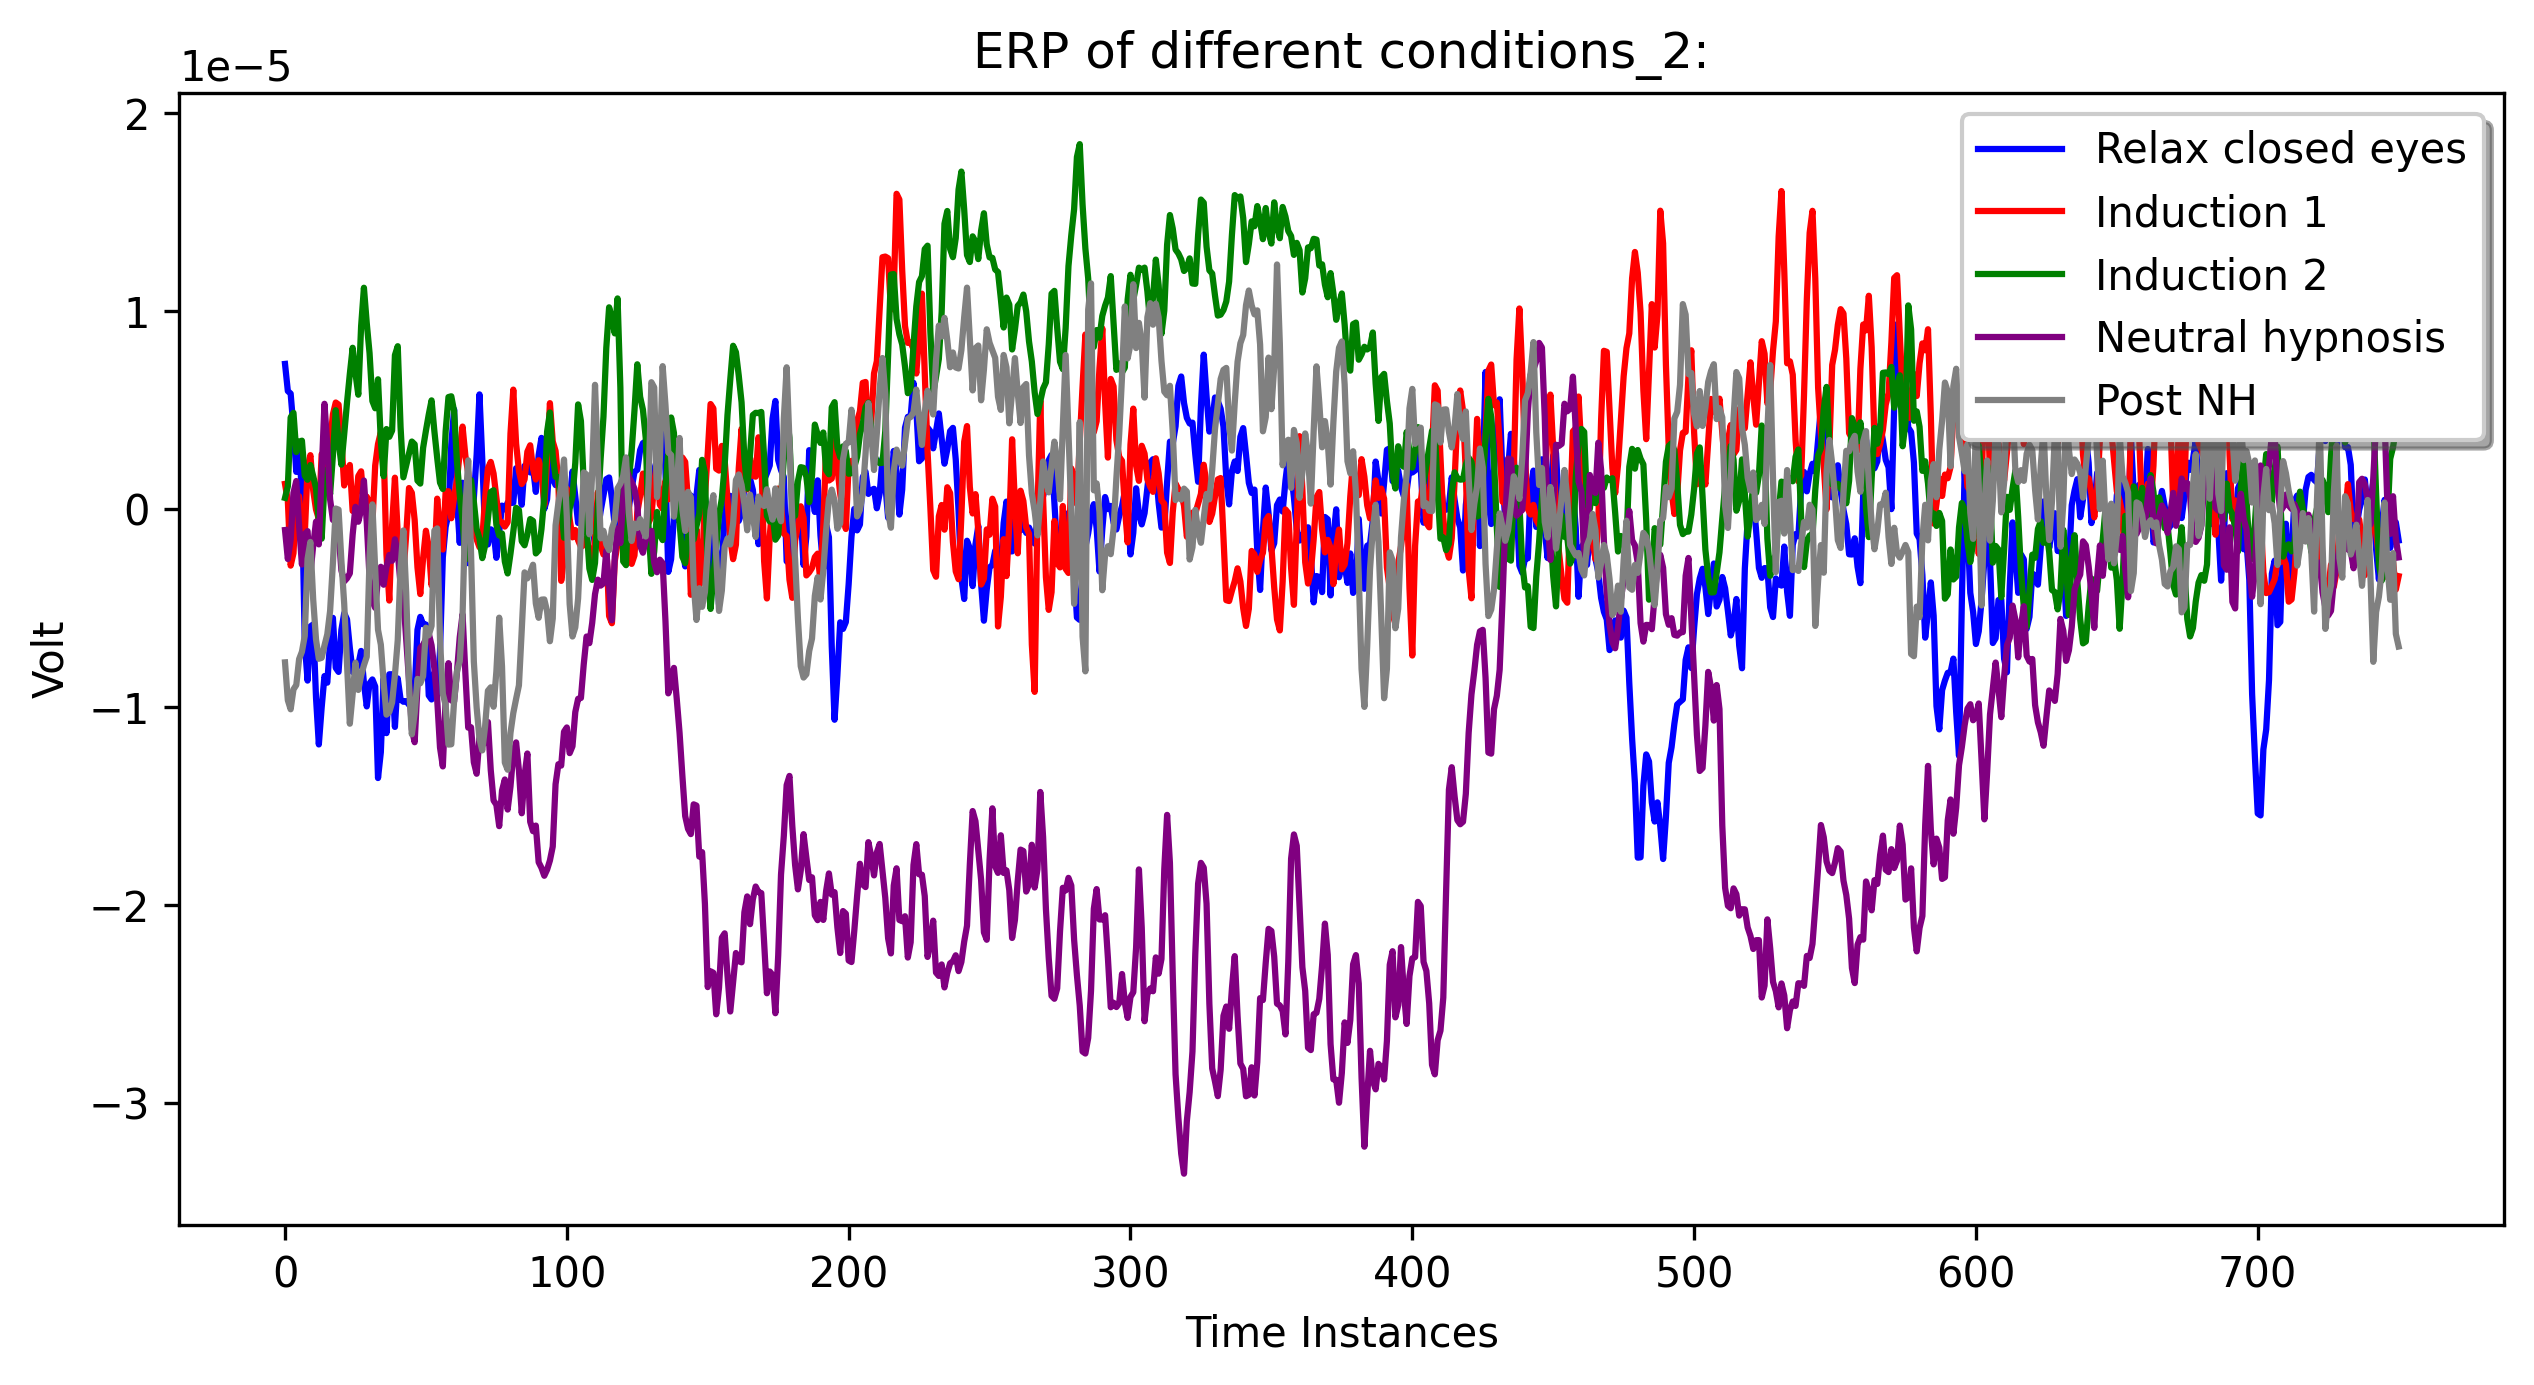 ERP of different conditions_2:
1e−5
2
1
0
−1
−2
−3
Volt
Relax closed eyes
Induction 1
Induction 2
Neutral hypnosis
Post NH
0 100 200 300 400 500 600 700
Time Instances